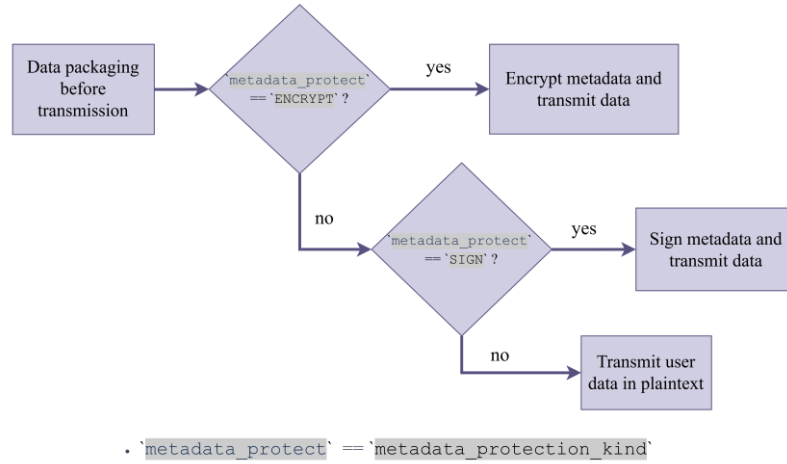 Data packaging
before
transmission
`metadata_protect`
== `ENCRYPT` ?
yes
Encrypt metadata and
transmit data
no
`metadata_protect`
== `SIGN` ?
yes
Sign metadata and
transmit data
no
Transmit user
data in plaintext
• `metadata_protect` == `metadata_protection_kind`